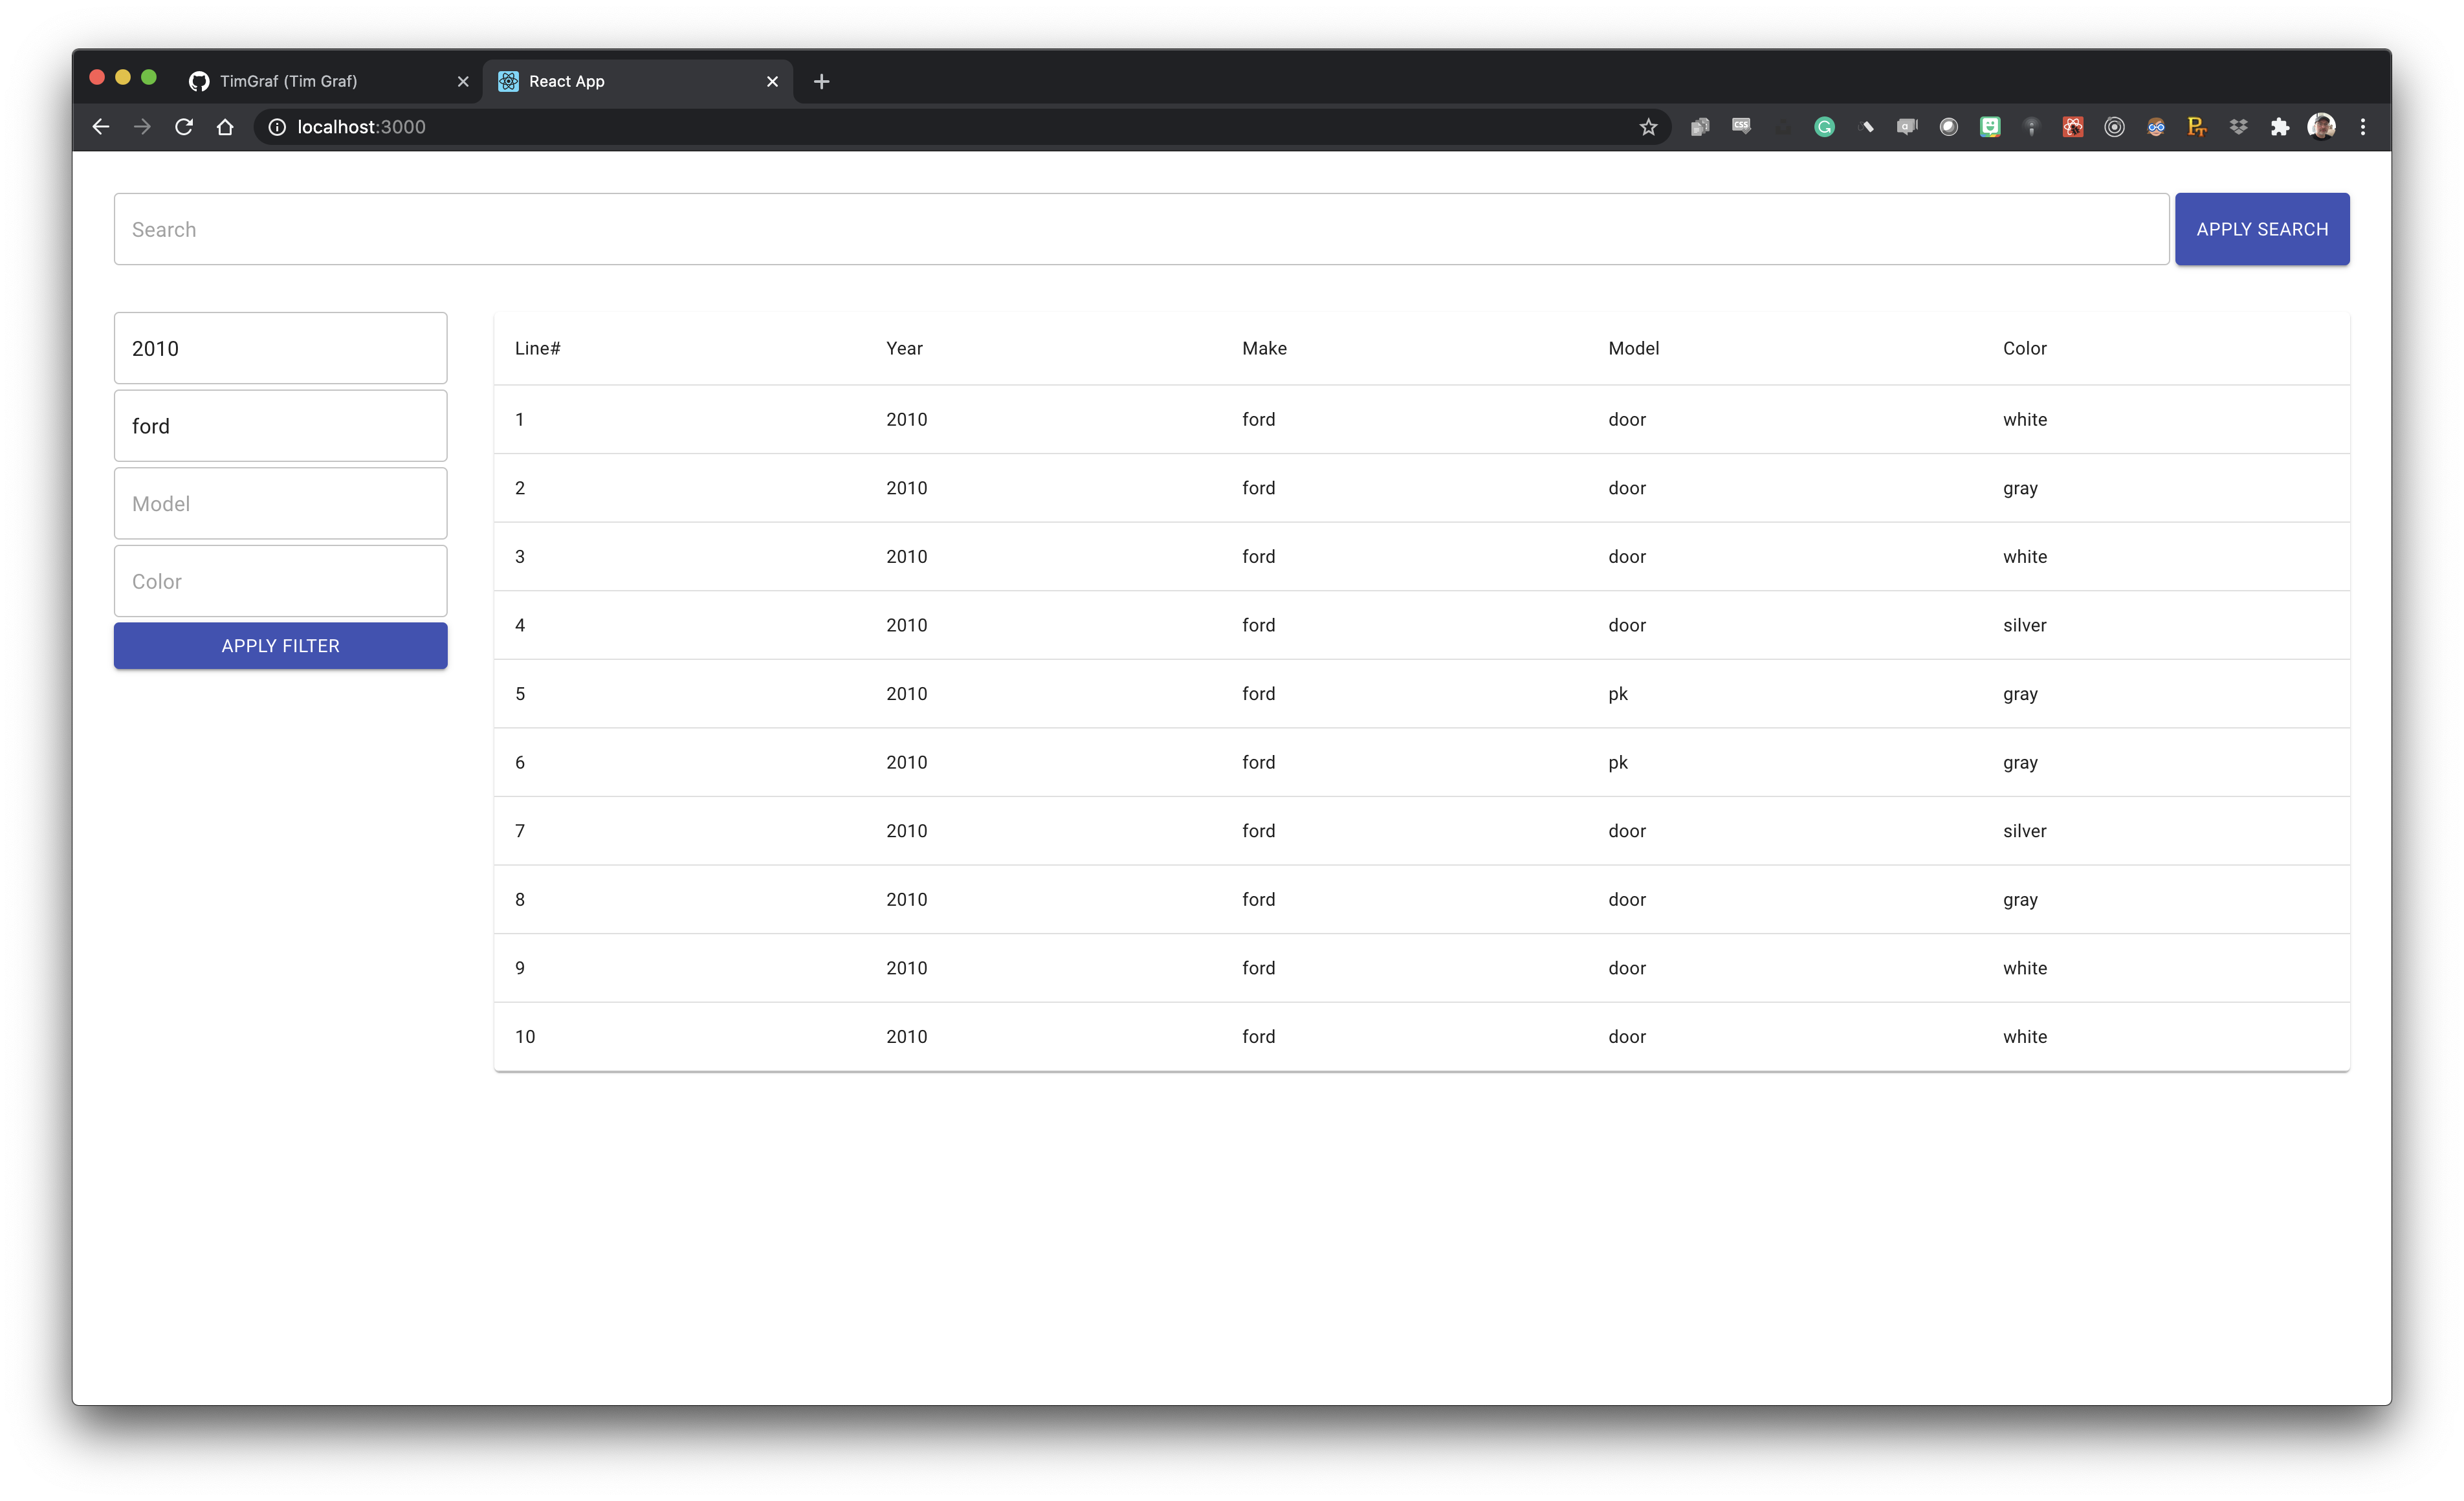 TimGraf (Tim Graf)
React App
localhost:3000
Search
APPLY SEARCH
2010
ford
Model
Color
APPLY FILTER
Line# Year Make Model Color
1 2010 ford door white
2 2010 ford door gray
3 2010 ford door white
4 2010 ford door silver
5 2010 ford pk gray
6 2010 ford pk gray
7 2010 ford door silver
8 2010 ford door gray
9 2010 ford door white
10 2010 ford door white